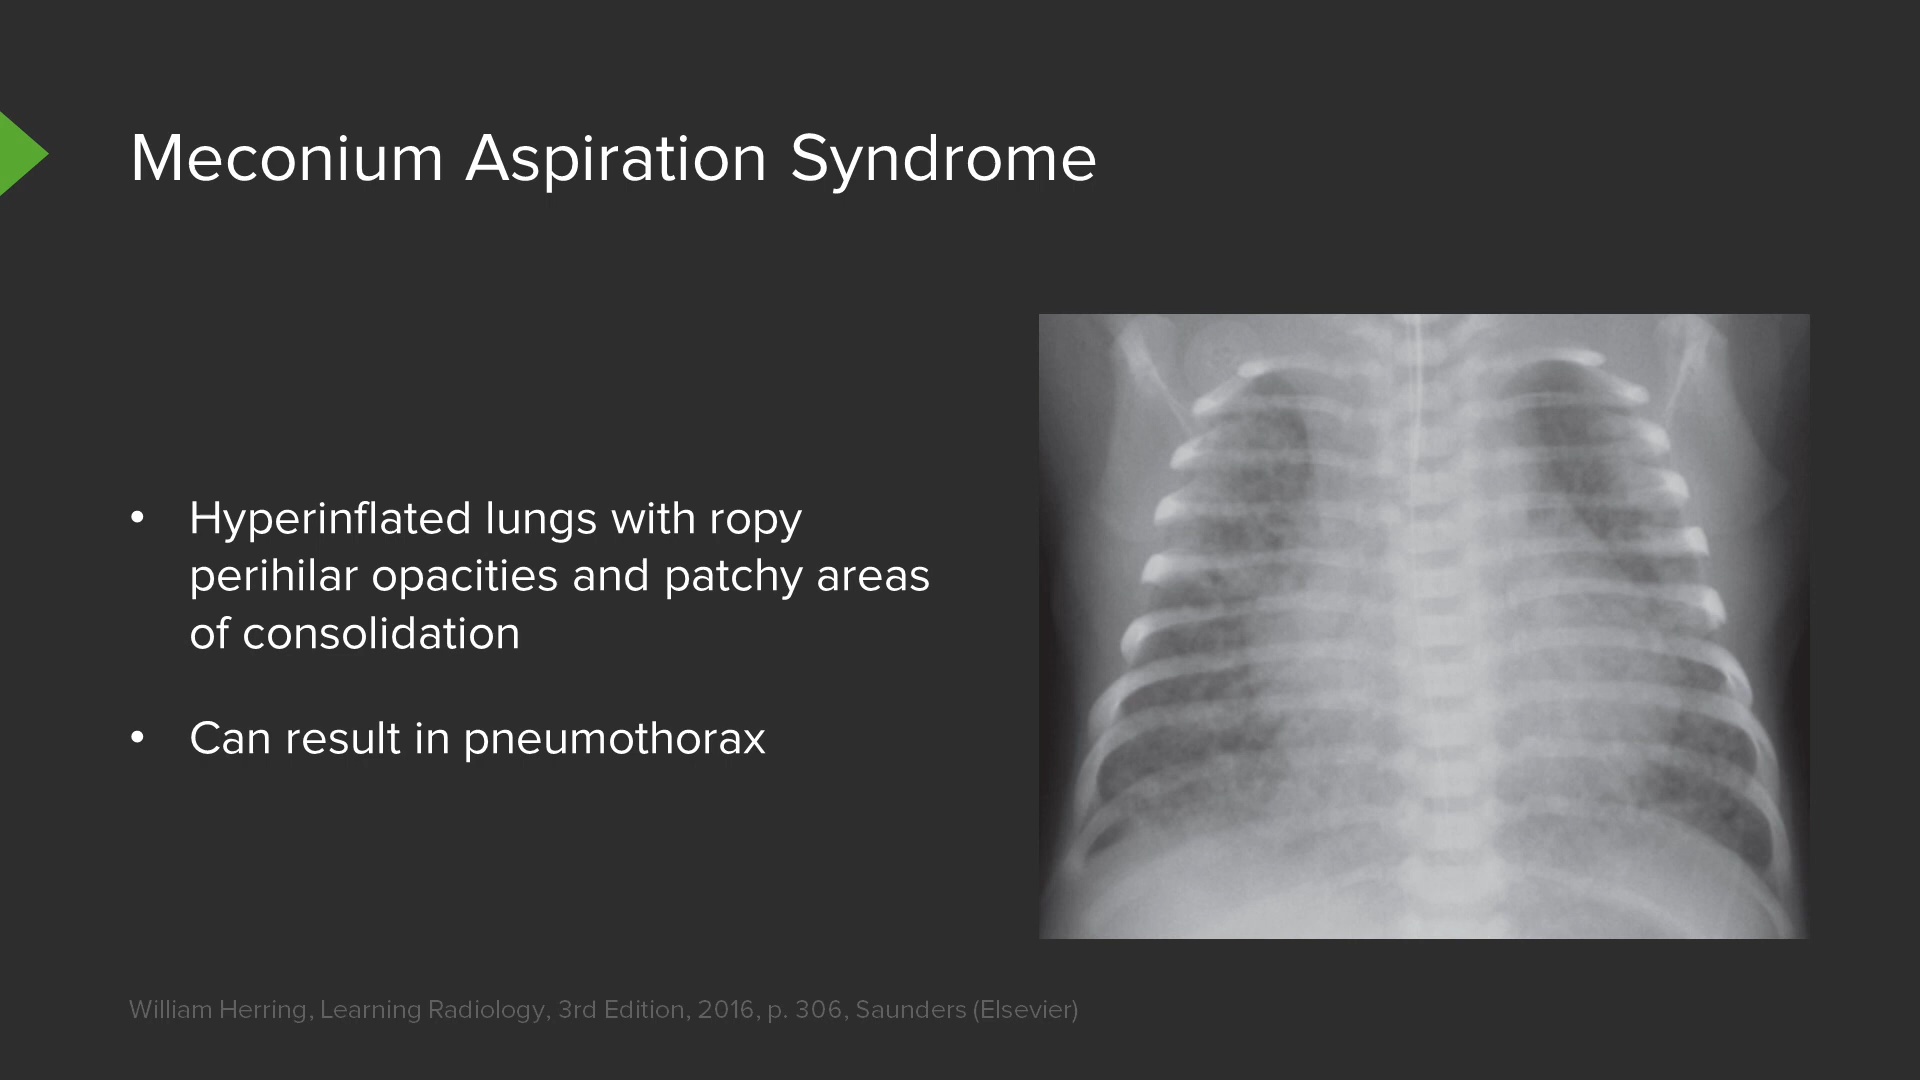 Meconium Aspiration Syndrome
• Hyperinflated lungs with ropy
perihilar opacities and patchy areas
of consolidation
• Can result in pneumothorax
William Herring, Learning Radiology, 3rd Edition, 2016, p. 306, Saunders (Elsevier)